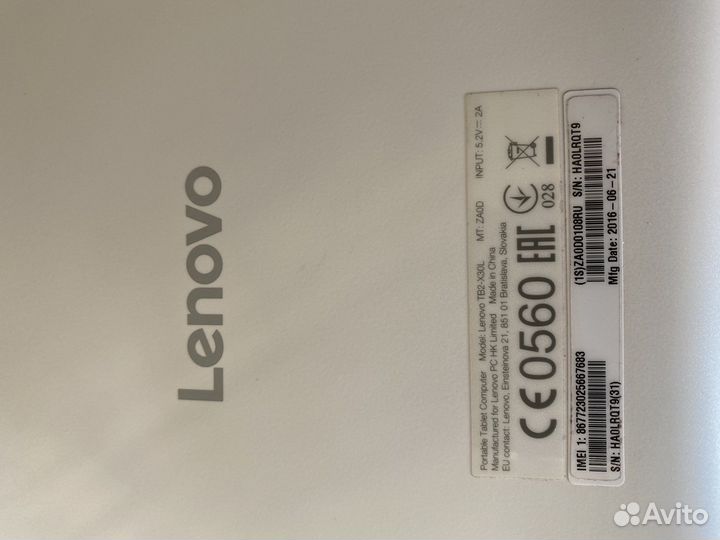 Lenovo
Portable Tablet Computer Model: Lenovo TB2-X30L MT: ZA0D INPUT: 5.2V⎓2A
Manufactured for Lenovo PC HK Limited Made in China
EU contact: Lenovo, Einsteinova 21, 851 01 Bratislava, Slovakia
CE0560 EAC 028
IMEI 1: 867723025667683 (1S)ZA0D0108RU S/N: HA0LRQT9
S/N: HA0LRQT9(31) Mfg Date: 2016-06-21
Avito